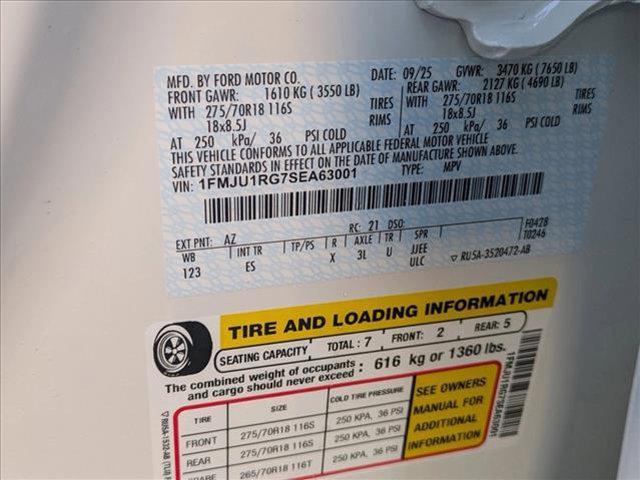 MFD. BY FORD MOTOR CO. DATE: 09/25 GVWR: 3470 KG (7650 LB)
FRONT GAWR: 1610 KG (3550 LB) REAR GAWR: 2127 KG (4690 LB)
WITH 275/70R18 116S TIRES WITH 275/70R18 116S TIRES
18x8.5J RIMS 18x8.5J RIMS
AT 250 kPa/ 36 PSI COLD AT 250 kPa/ 36 PSI COLD
THIS VEHICLE CONFORMS TO ALL APPLICABLE FEDERAL MOTOR VEHICLE
SAFETY STANDARDS IN EFFECT ON THE DATE OF MANUFACTURE SHOWN ABOVE.
VIN: 1FMJU1RG7SEA63001 TYPE: MPV
EXT PNT: AZ RC: 21 DSO: F0428
WB INT TR TP/PS R AXLE TR SPR T0246
123 ES X 3L U JJEE
ULC ▽ RU5A-3520472-AB
TIRE AND LOADING INFORMATION
SEATING CAPACITY TOTAL : 7 FRONT: 2 REAR: 5
The combined weight of occupants
and cargo should never exceed : 616 kg or 1360 lbs.
TIRE SIZE COLD TIRE PRESSURE
FRONT 275/70R18 116S 250 KPA, 36 PSI
REAR 275/70R18 116S 250 KPA, 36 PSI
265/70R18 116T 250 KPA, 36 PSI
SEE OWNERS
MANUAL FOR
ADDITIONAL
INFORMATION
1FMJU1RG7SEA63001